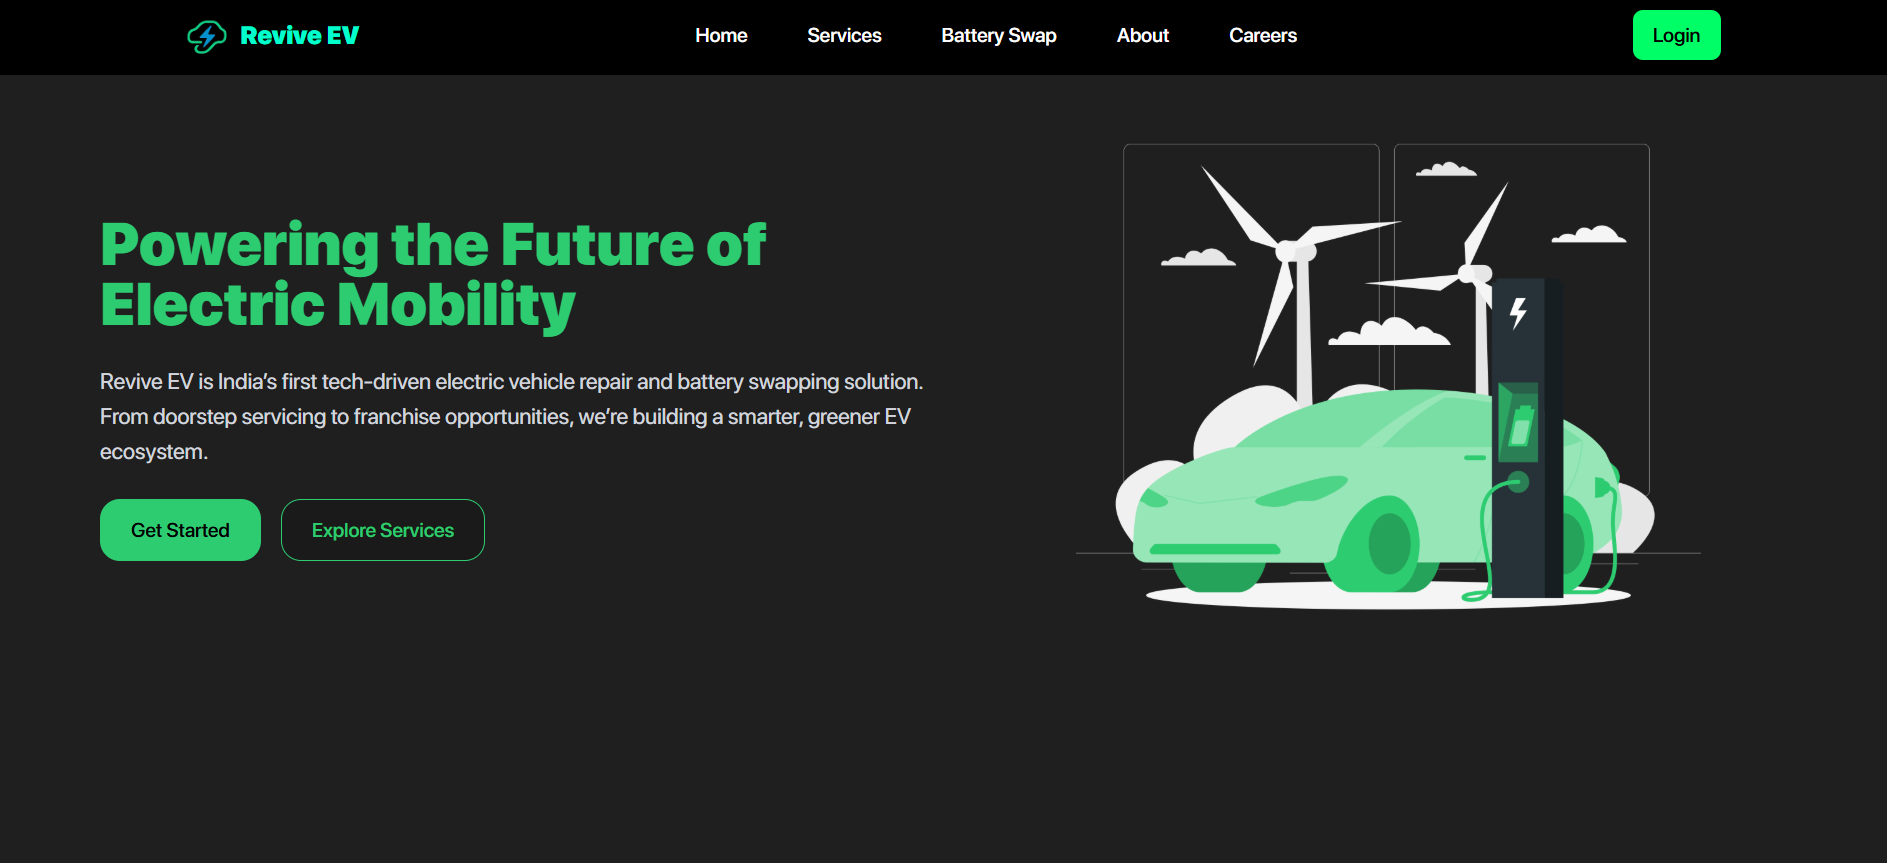 Revive EV
Home
Services
Battery Swap
About
Careers
Login
Powering the Future of
Electric Mobility
Revive EV is India’s first tech-driven electric vehicle repair and battery swapping solution.
From doorstep servicing to franchise opportunities, we’re building a smarter, greener EV
ecosystem.
Get Started
Explore Services